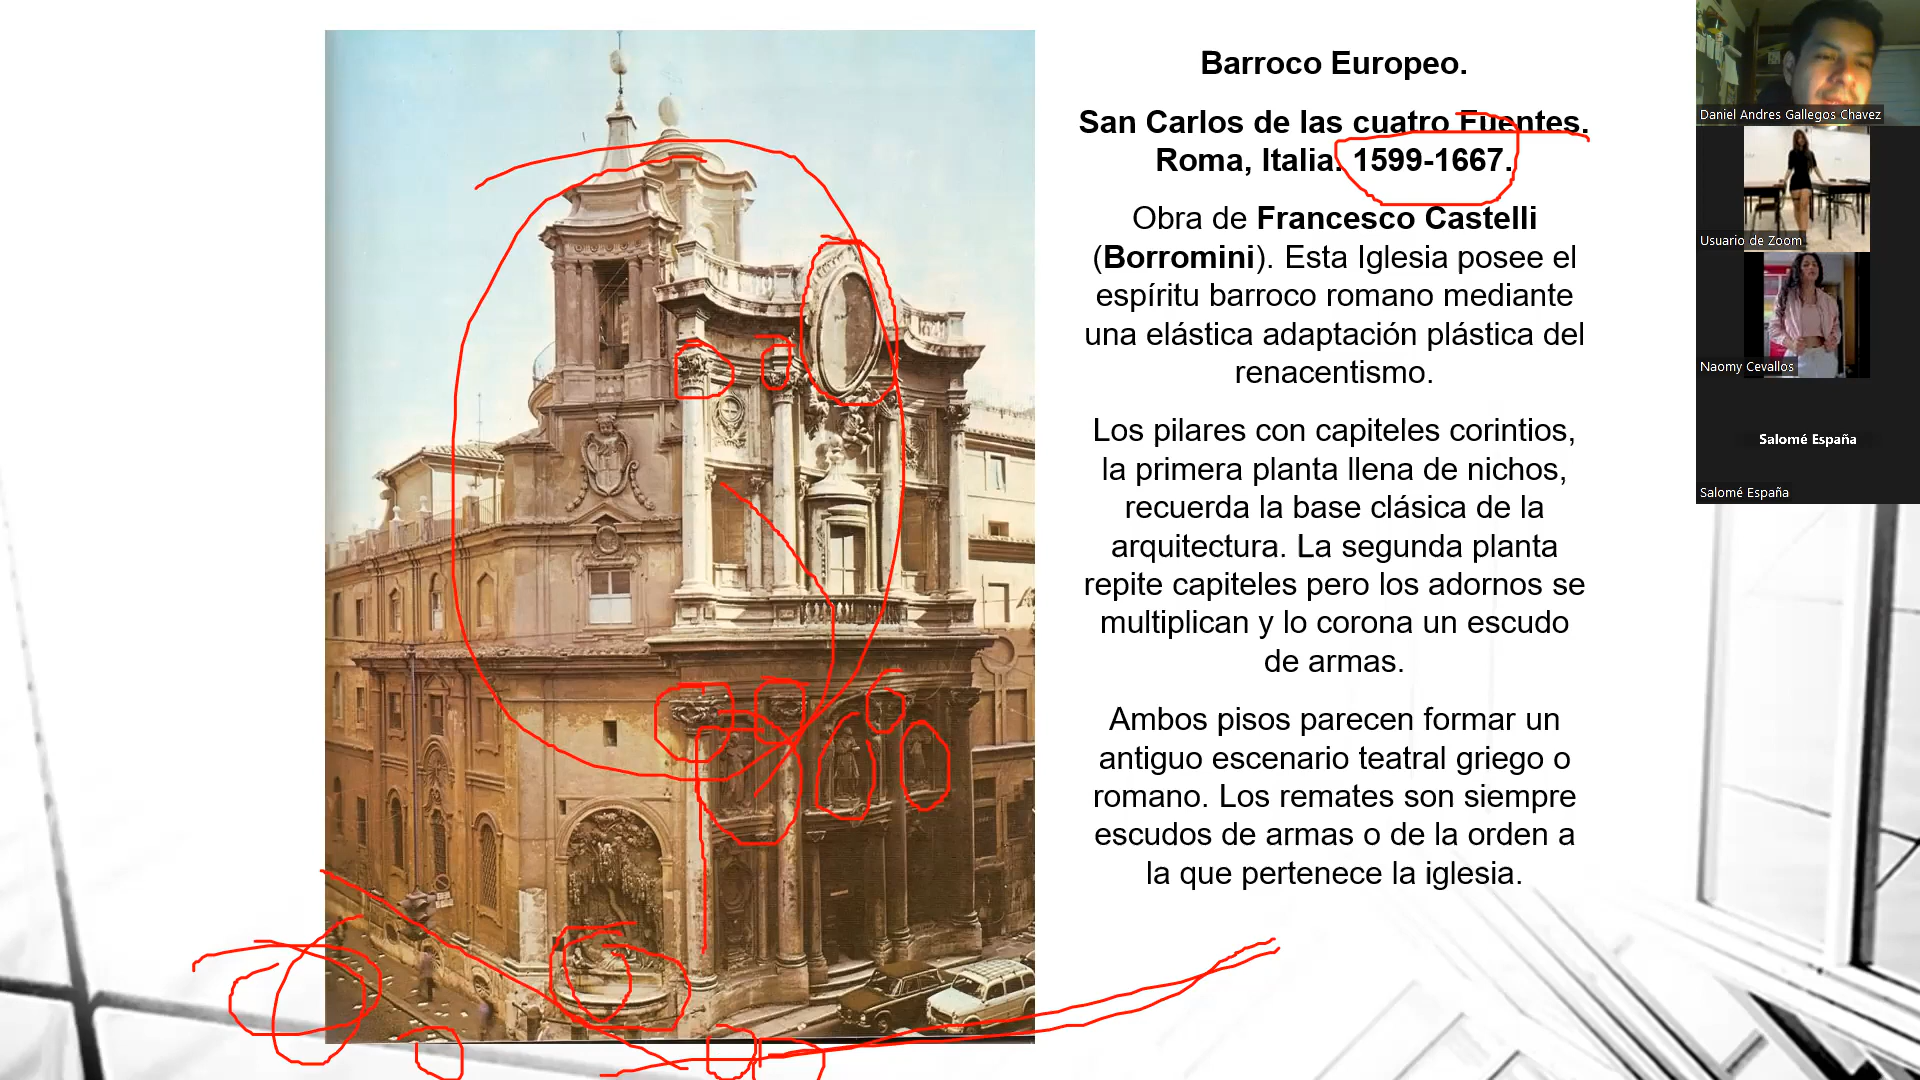 Barroco Europeo.
San Carlos de las cuatro Fuentes.
Roma, Italia. 1599-1667.
Obra de Francesco Castelli
(Borromini). Esta Iglesia posee el
espíritu barroco romano mediante
una elástica adaptación plástica del
renacentismo.
Los pilares con capiteles corintios,
la primera planta llena de nichos,
recuerda la base clásica de la
arquitectura. La segunda planta
repite capiteles pero los adornos se
multiplican y lo corona un escudo
de armas.
Ambos pisos parecen formar un
antiguo escenario teatral griego o
romano. Los remates son siempre
escudos de armas o de la orden a
la que pertenece la iglesia.
Daniel Andres Gallegos Chavez
Usuario de Zoom
Naomy Cevallos
Salomé España
Salomé España